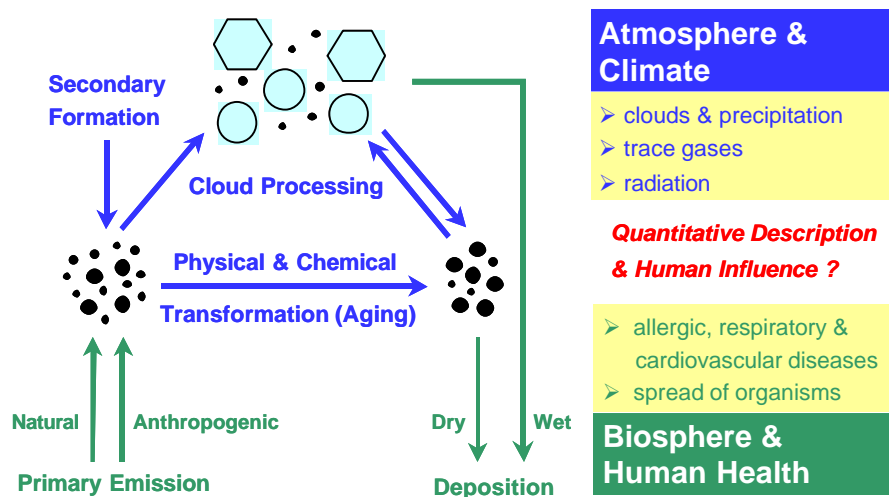 Secondary
Formation
Cloud Processing
Physical & Chemical
Transformation (Aging)
Natural
Anthropogenic
Primary Emission
Dry
Wet
Deposition
Atmosphere &
Climate
➢ clouds & precipitation
➢ trace gases
➢ radiation
Quantitative Description
& Human Influence ?
➢ allergic, respiratory &
cardiovascular diseases
➢ spread of organisms
Biosphere &
Human Health